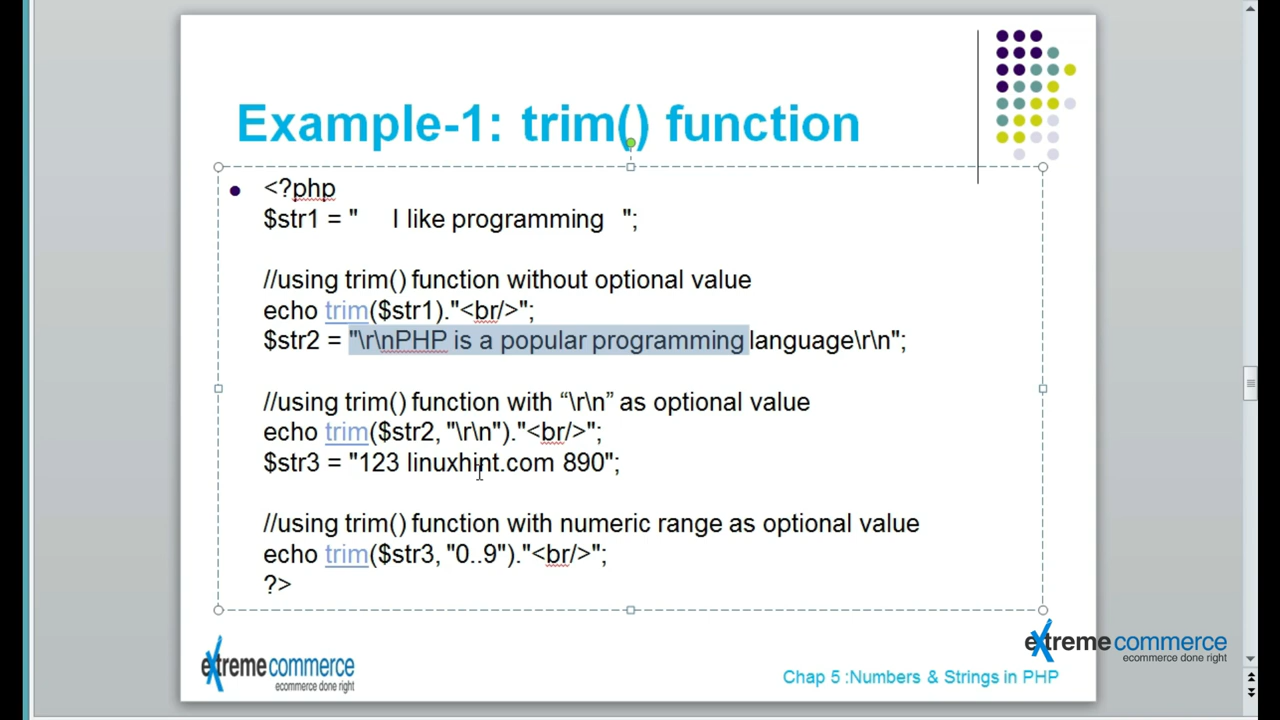 Example-1: trim() function
<?php
$str1 = "     I like programming   ";
//using trim() function without optional value
echo trim($str1)."<br/>";
$str2 = "\r\nPHP is a popular programming language\r\n";
//using trim() function with “\r\n” as optional value
echo trim($str2, "\r\n")."<br/>";
$str3 = "123 linuxhint.com 890";
//using trim() function with numeric range as optional value
echo trim($str3, "0..9")."<br/>";
?>
extreme commerce
ecommerce done right
extreme commerce
ecommerce done right
Chap 5 :Numbers & Strings in PHP